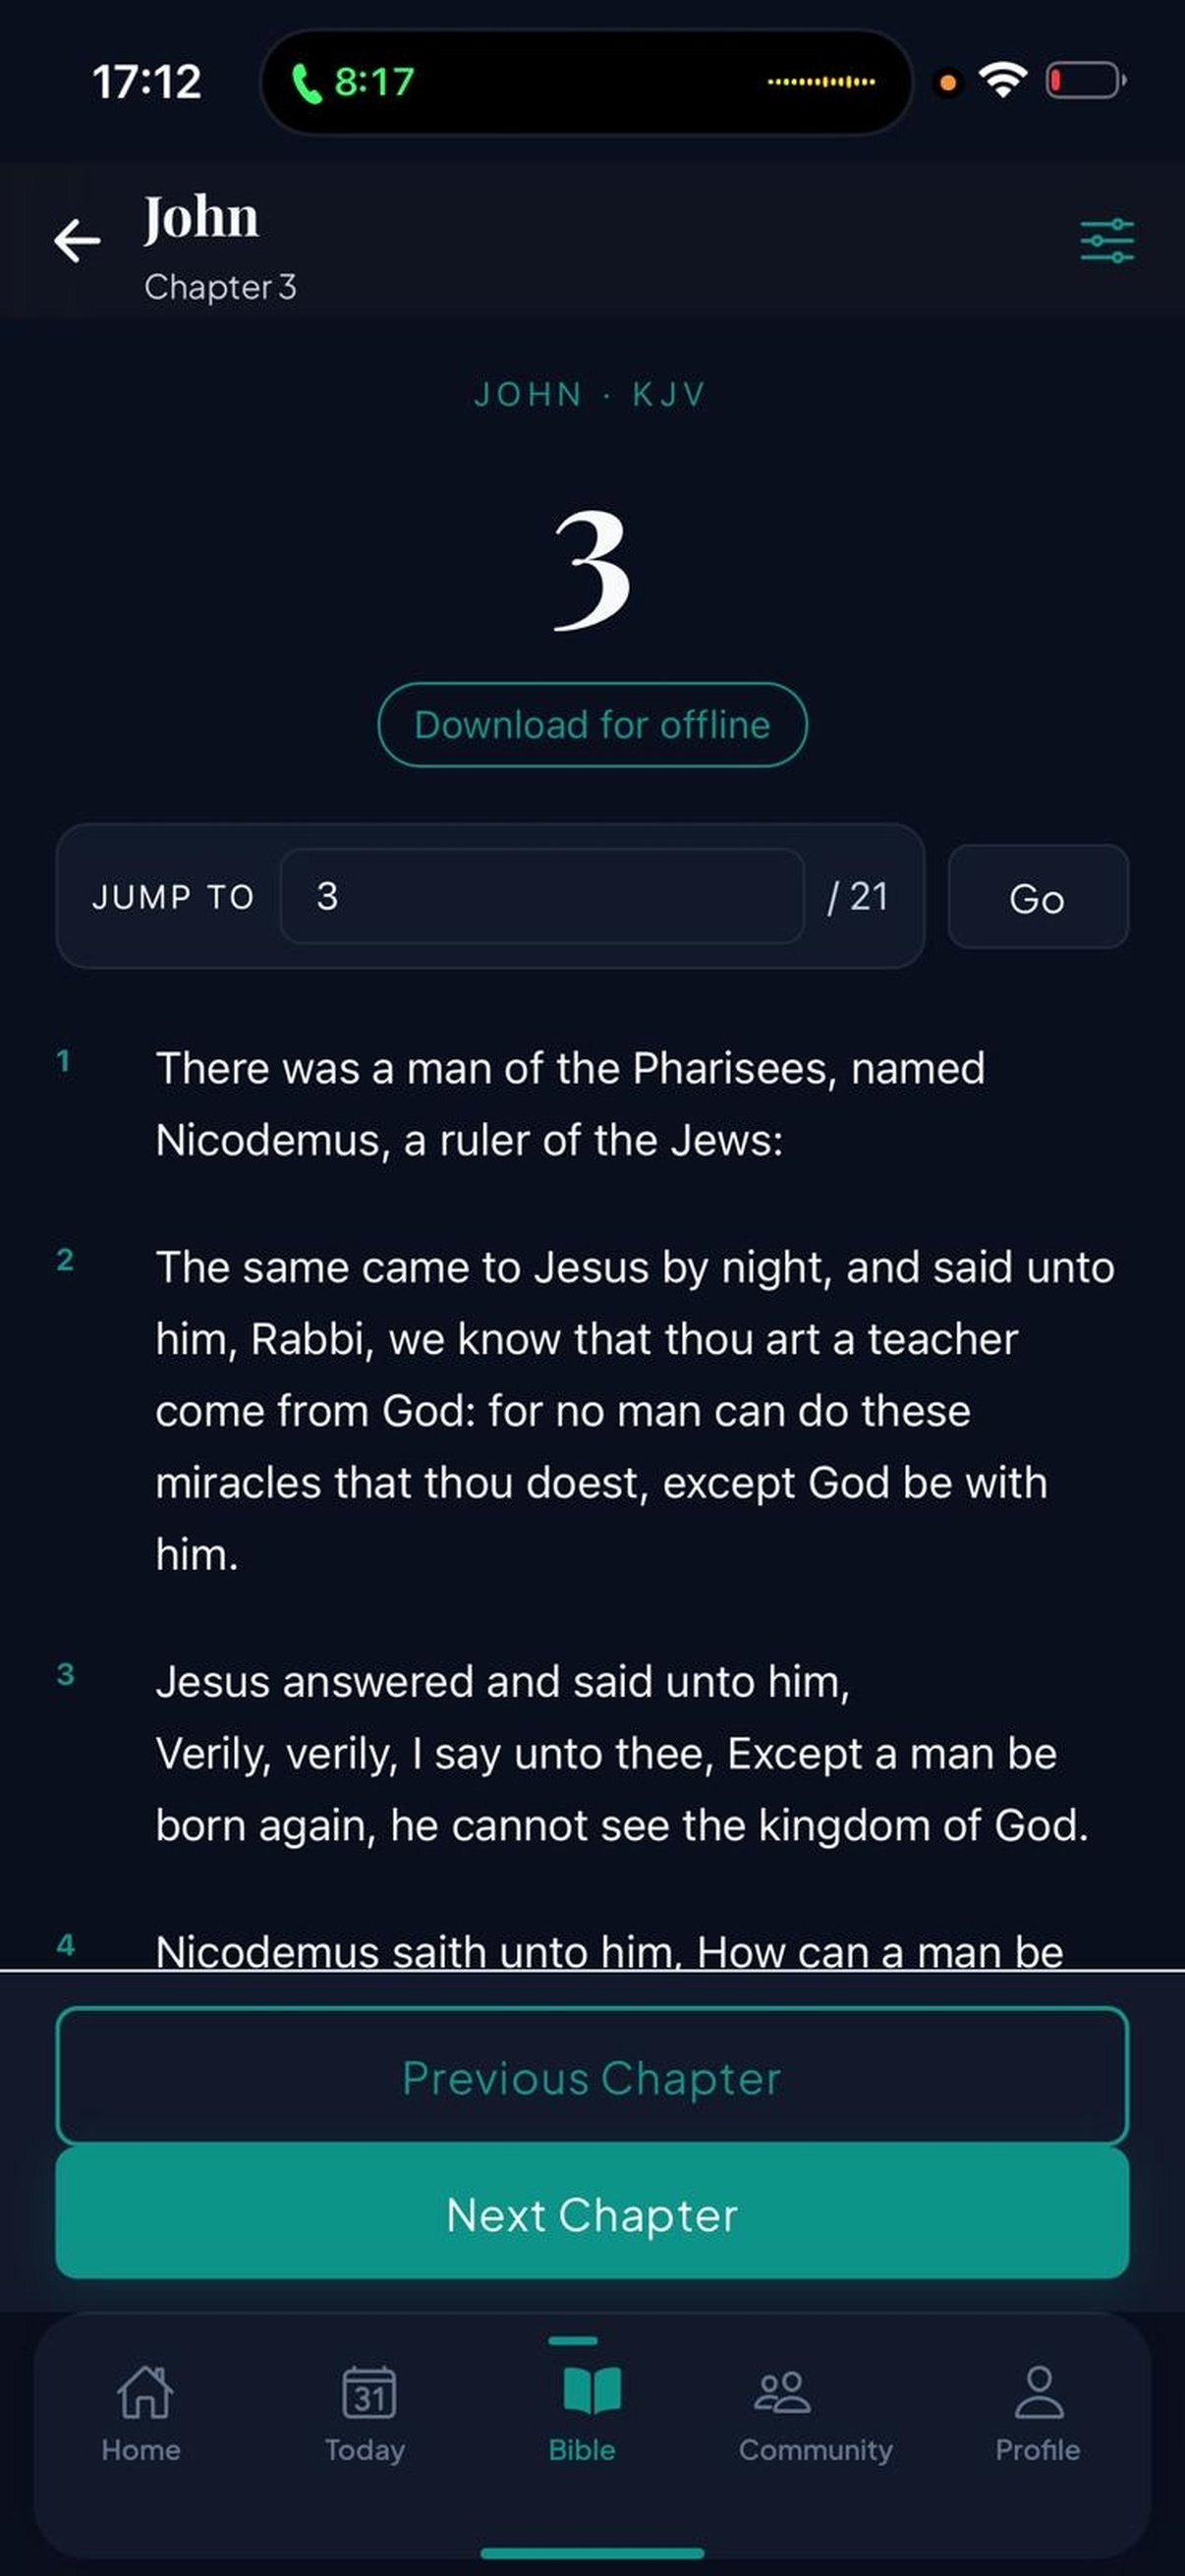 17:12
8:17
John
Chapter 3
JOHN · KJV
3
Download for offline
JUMP TO 3 / 21 Go
1 There was a man of the Pharisees, named
Nicodemus, a ruler of the Jews:
2 The same came to Jesus by night, and said unto
him, Rabbi, we know that thou art a teacher
come from God: for no man can do these
miracles that thou doest, except God be with
him.
3 Jesus answered and said unto him,
Verily, verily, I say unto thee, Except a man be
born again, he cannot see the kingdom of God.
4 Nicodemus saith unto him, How can a man be
Previous Chapter
Next Chapter
31
Home Today Bible Community Profile